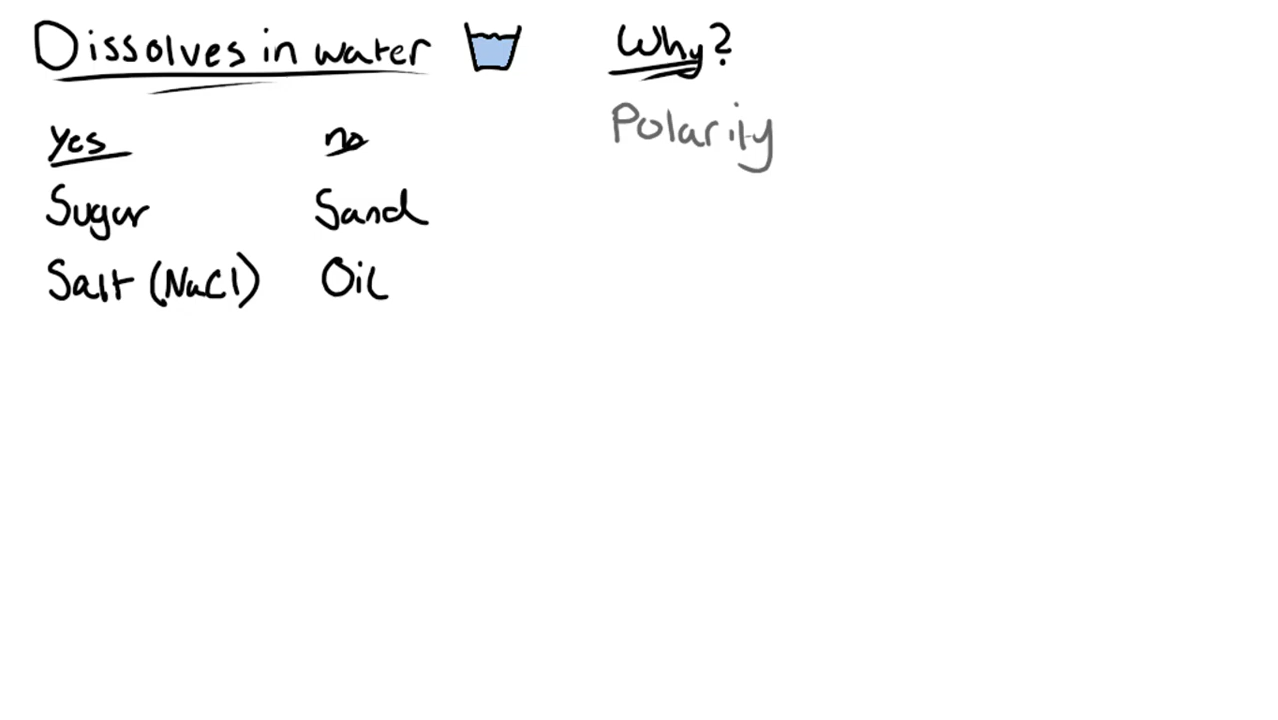 Dissolves in water
Why?
Polarity
yes no
Sugar Sand
Salt (NaCl) Oil